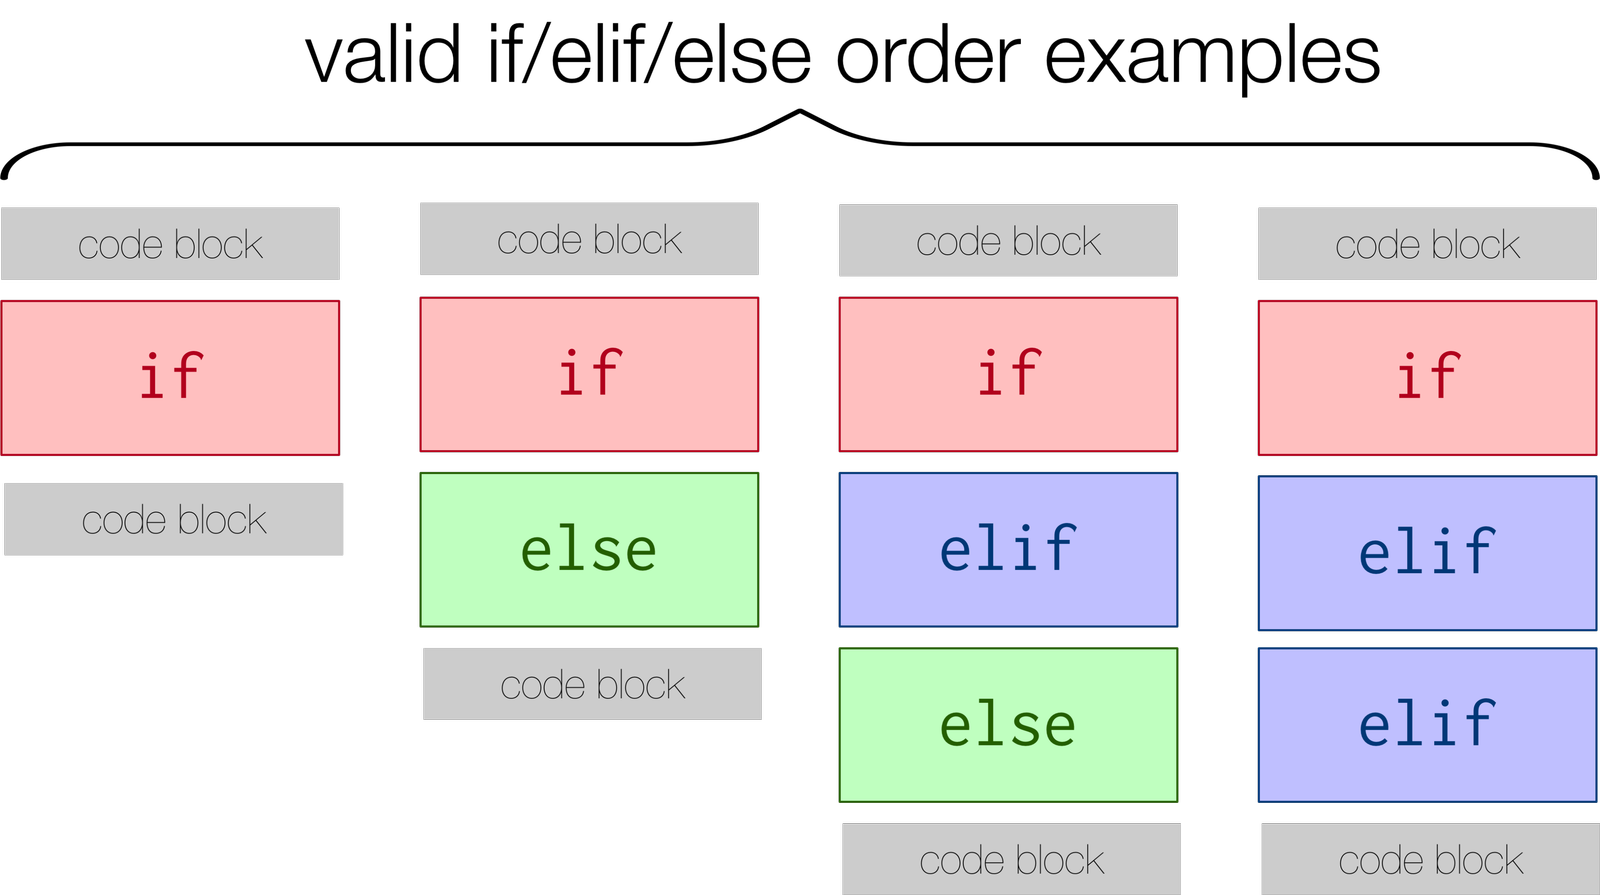 valid if/elif/else order examples
code block
if
code block
code block
if
else
code block
code block
if
elif
else
code block
code block
if
elif
elif
code block